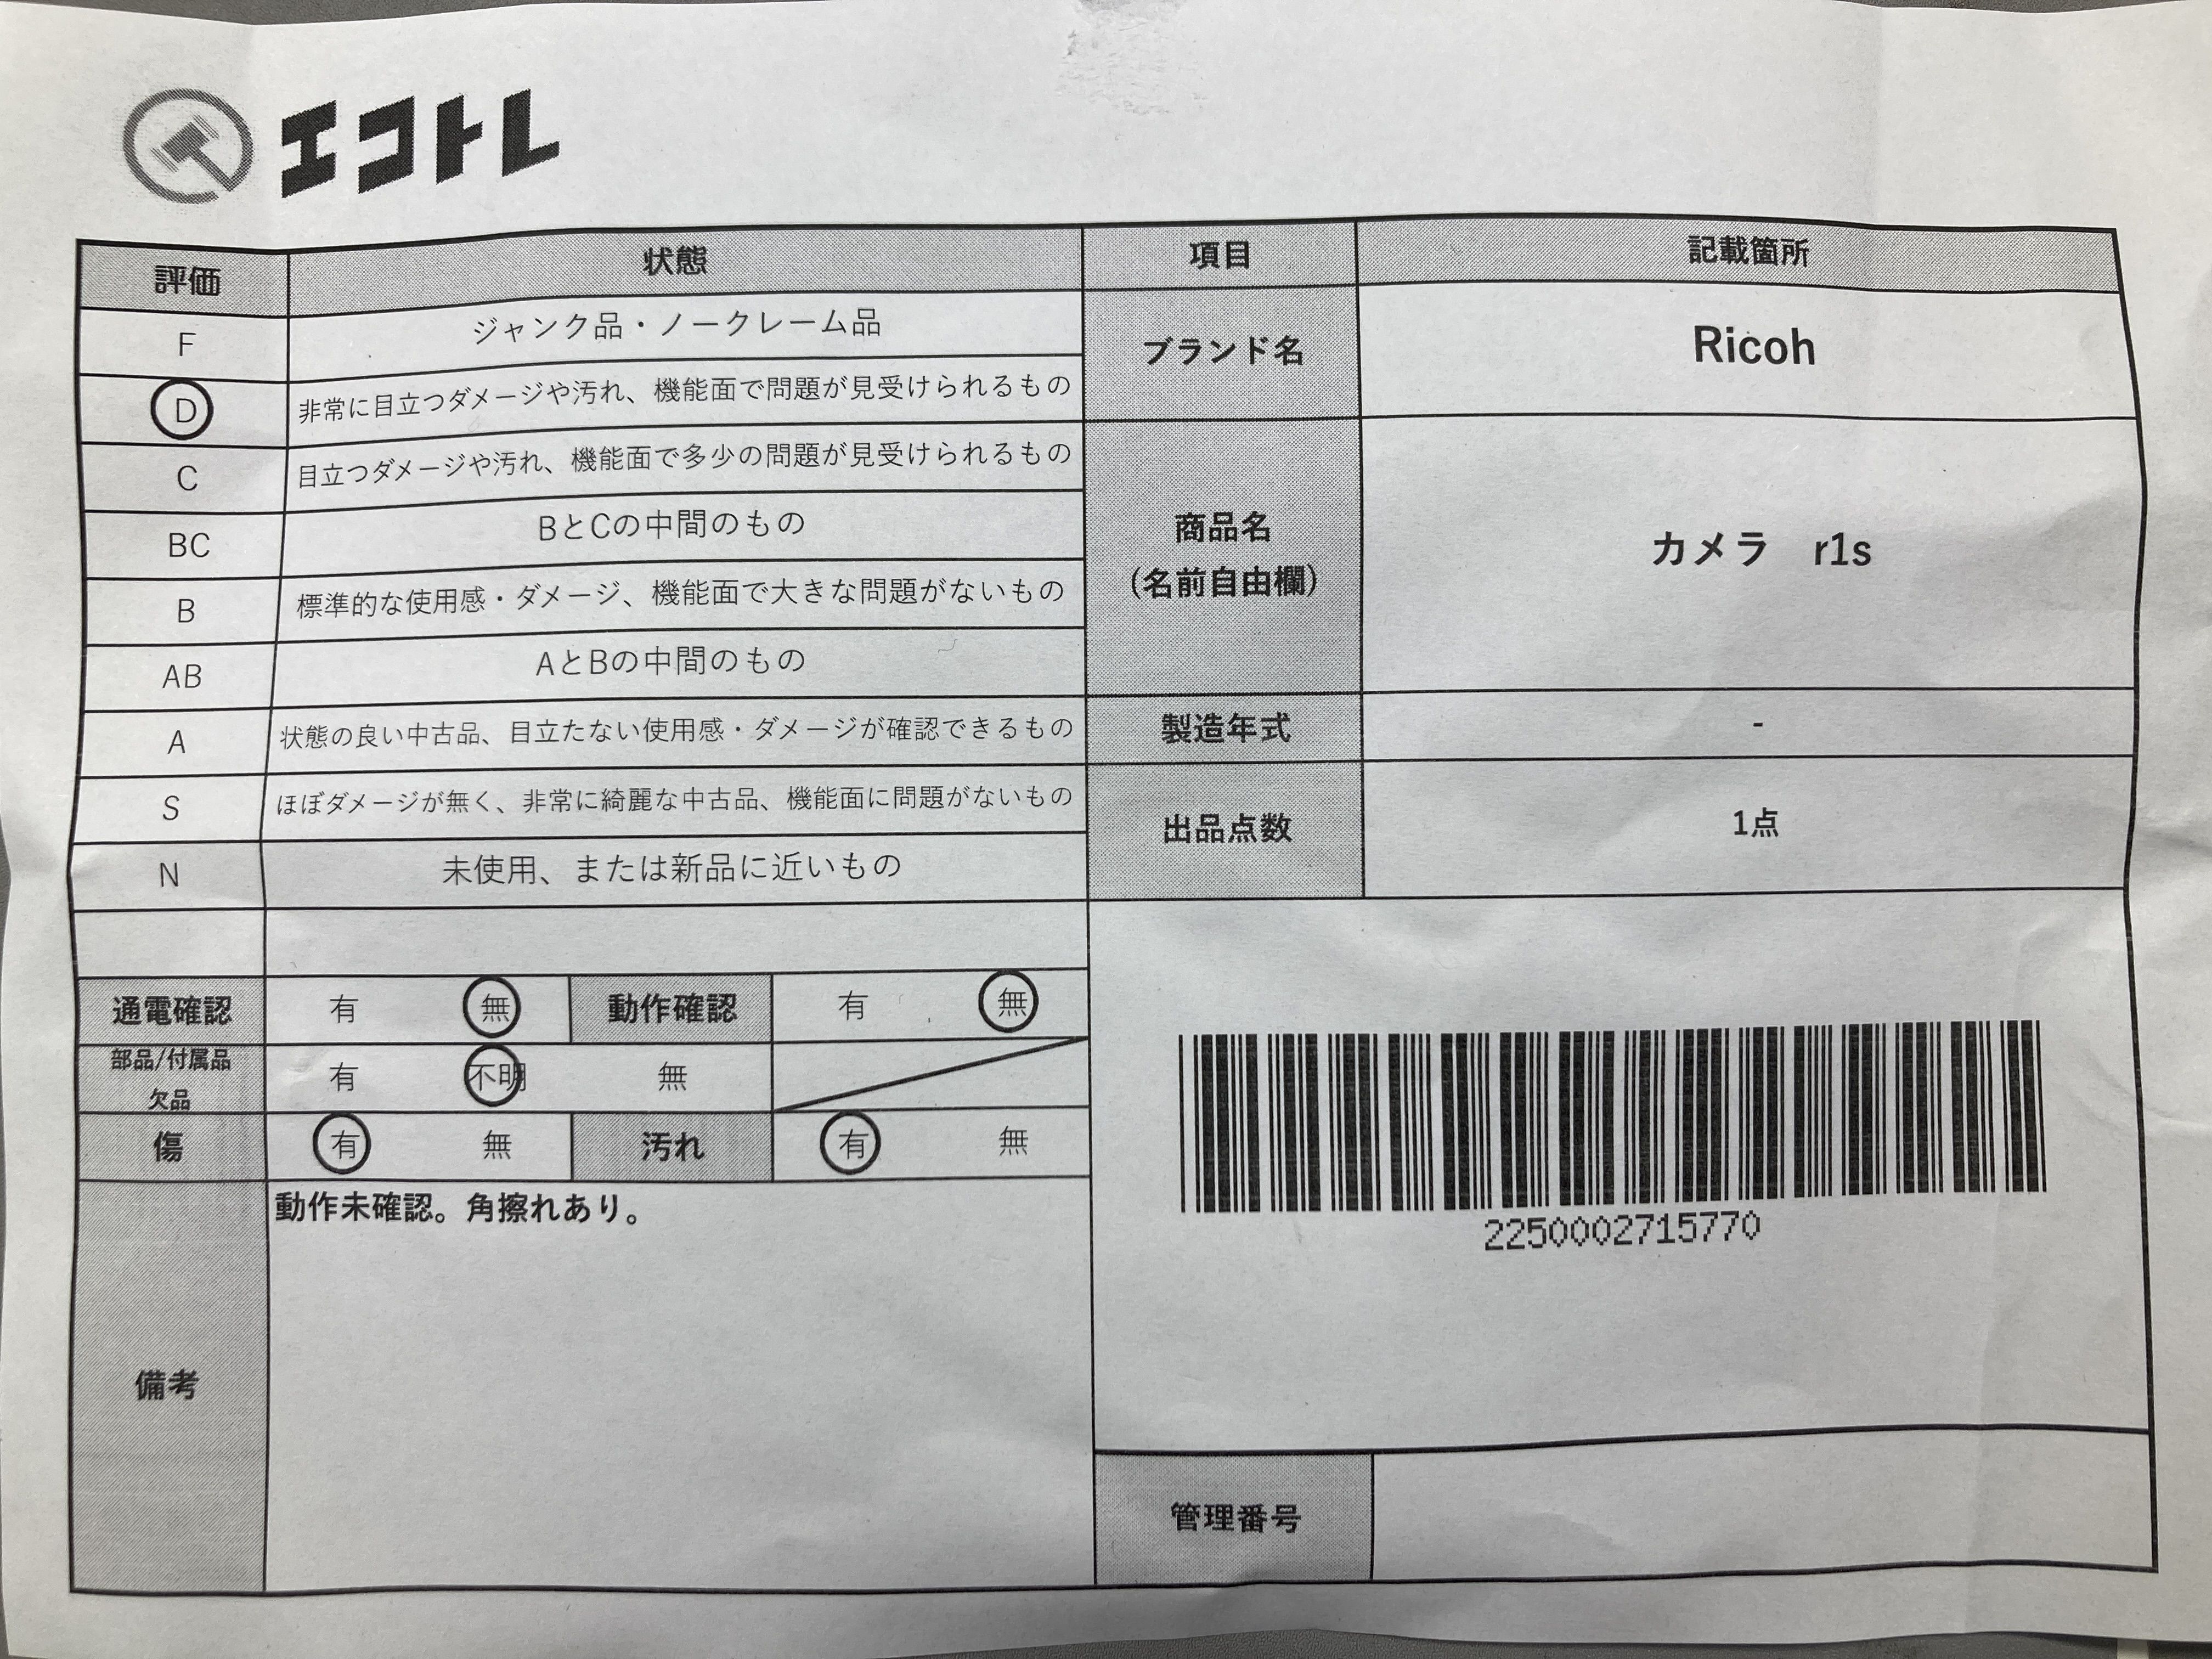 エコトレ
評価 状態
F ジャンク品・ノークレーム品
D 非常に目立つダメージや汚れ、機能面で問題が見受けられるもの
C 目立つダメージや汚れ、機能面で多少の問題が見受けられるもの
BC BとCの中間のもの
B 標準的な使用感・ダメージ、機能面で大きな問題がないもの
AB AとBの中間のもの
A 状態の良い中古品、目立たない使用感・ダメージが確認できるもの
S ほぼダメージが無く、非常に綺麗な中古品、機能面に問題がないもの
N 未使用、または新品に近いもの
通電確認 有 無 動作確認 有 無
部品/付属品
欠品 有 不明 無
傷 有 無 汚れ 有 無
備考 動作未確認。角擦れあり。
項目 記載箇所
ブランド名 Ricoh
商品名
(名前自由欄) カメラ r1s
製造年式 -
出品点数 1点
2250002715770
管理番号